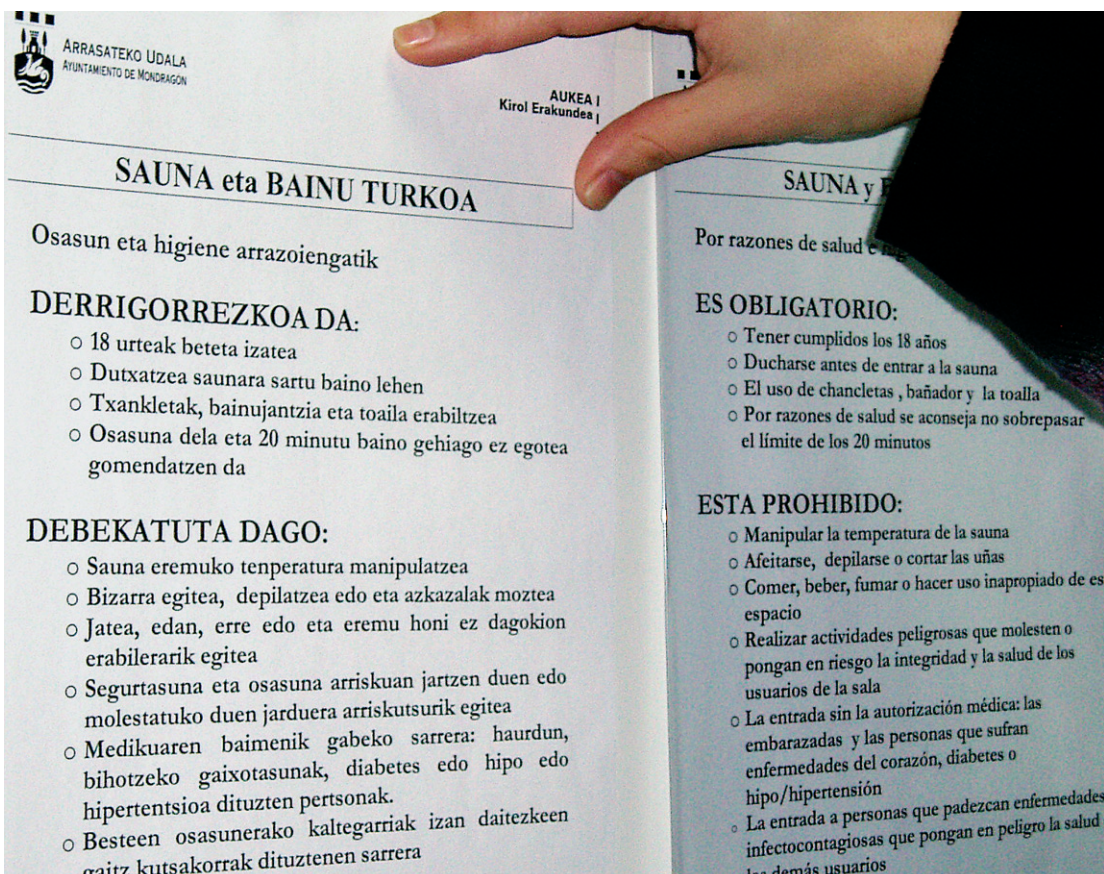 ARRASATEKO UDALA
AYUNTAMIENTO DE MONDRAGON
AUKEA
Kirol Erakundea
SAUNA eta BAINU TURKOA
Osasun eta higiene arrazoiengatik
DERRIGORREZKOA DA:
○ 18 urteak beteta izatea
○ Dutxatzea saunara sartu baino lehen
○ Txankletak, bainujantzia eta toaila erabiltzea
○ Osasuna dela eta 20 minutu baino gehiago ez egotea
gomendatzen da
DEBEKATUTA DAGO:
○ Sauna eremuko tenperatura manipulatzea
○ Bizarra egitea, depilatzea edo eta azkazalak moztea
○ Jatea, edan, erre edo eta eremu honi ez dagokion
erabilerarik egitea
○ Segurtasuna eta osasuna arriskuan jartzen duen edo
molestatuko duen jarduera arriskutsurik egitea
○ Medikuaren baimenik gabeko sarrera: haurdun,
bihotzeko gaixotasunak, diabetes edo hipo edo
hipertentsioa dituzten pertsonak.
○ Besteen osasunerako kaltegarriak izan daitezkeen
gaitz kutsakorrak dituztenen sarrera
SAUNA y
Por razones de salud e
ES OBLIGATORIO:
○ Tener cumplidos los 18 años
○ Ducharse antes de entrar a la sauna
○ El uso de chancletas , bañador y la toalla
○ Por razones de salud se aconseja no sobrepasar
el límite de los 20 minutos
ESTA PROHIBIDO:
○ Manipular la temperatura de la sauna
○ Afeitarse, depilarse o cortar las uñas
○ Comer, beber, fumar o hacer uso inapropiado de es
espacio
○ Realizar actividades peligrosas que molesten o
pongan en riesgo la integridad y la salud de los
usuarios de la sala
○ La entrada sin la autorización médica: las
embarazadas y las personas que sufran
enfermedades del corazón, diabetes o
hipo/hipertensión
○ La entrada a personas que padezcan enfermedades
infectocontagiosas que pongan en peligro la salud
los demás usuarios